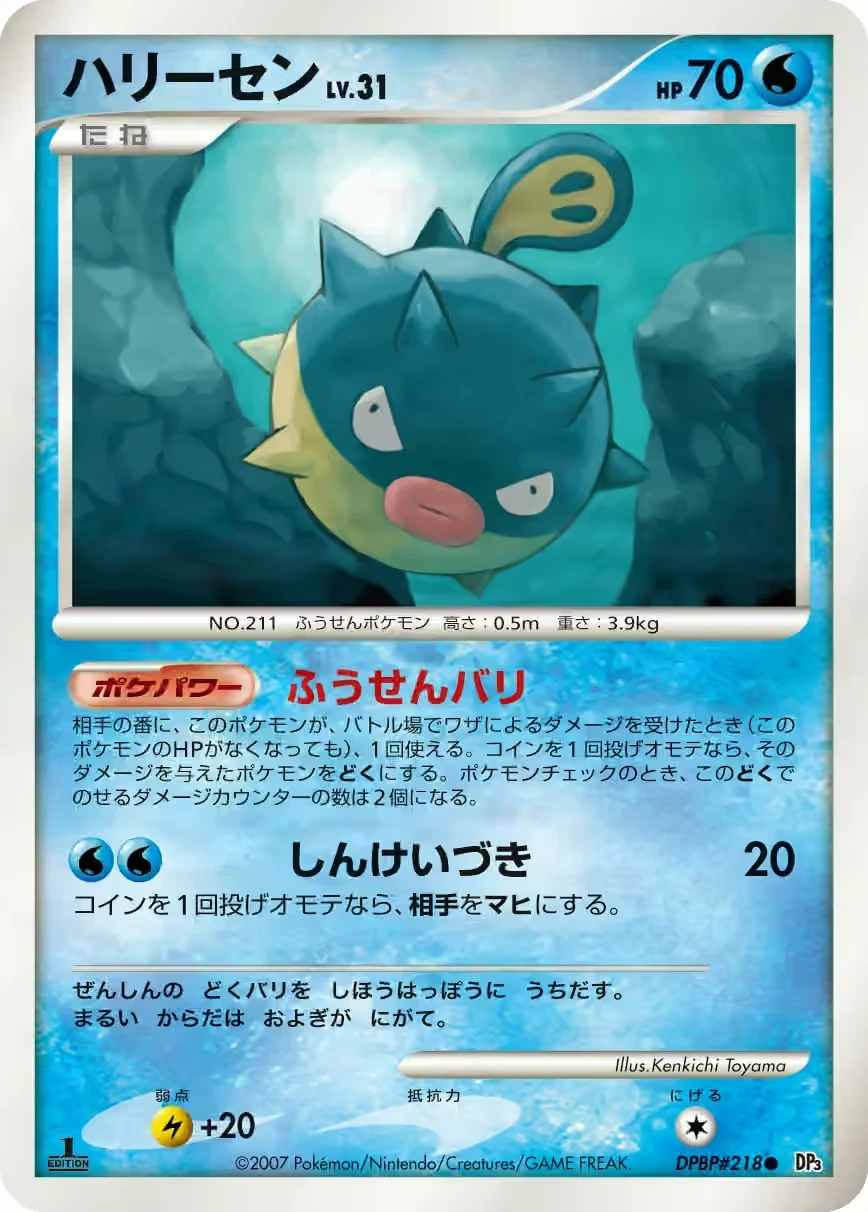 ハリーセン LV.31 HP 70
たね
NO.211 ふうせんポケモン 高さ：0.5m 重さ：3.9kg
ポケパワー ふうせんバリ
相手の番に、このポケモンが、バトル場でワザによるダメージを受けたとき（この
ポケモンのHPがなくなっても）、1回使える。コインを1回投げオモテなら、その
ダメージを与えたポケモンをどくにする。ポケモンチェックのとき、このどくで
のせるダメージカウンターの数は2個になる。
しんけいづき 20
コインを1回投げオモテなら、相手をマヒにする。
ぜんしんの どくバリを しほうはっぽうに うちだす。
まるい からだは およぎが にがて。
Illus.Kenkichi Toyama
弱点 抵抗力 にげる
+20
1 EDITION ©2007 Pokémon/Nintendo/Creatures/GAME FREAK. DPBP#218● DP3